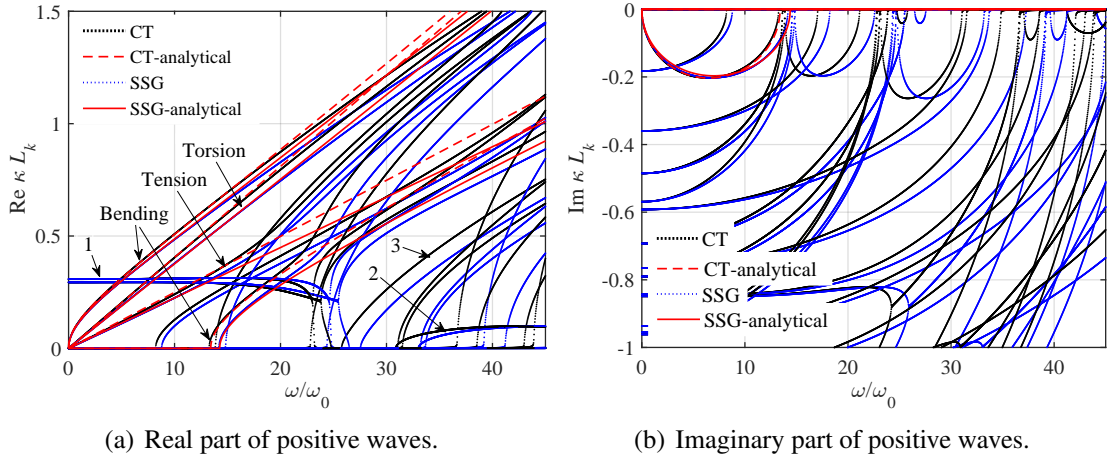 1.5
1
0.5
0
Re κ L_k
CT
CT-analytical
SSG
SSG-analytical
Torsion
Tension
Bending
1
3
2
0 10 20 30 40
ω/ω_0
(a) Real part of positive waves.
0
-0.2
-0.4
-0.6
-0.8
-1
Im κ L_k
CT
CT-analytical
SSG
SSG-analytical
0 10 20 30 40
ω/ω_0
(b) Imaginary part of positive waves.